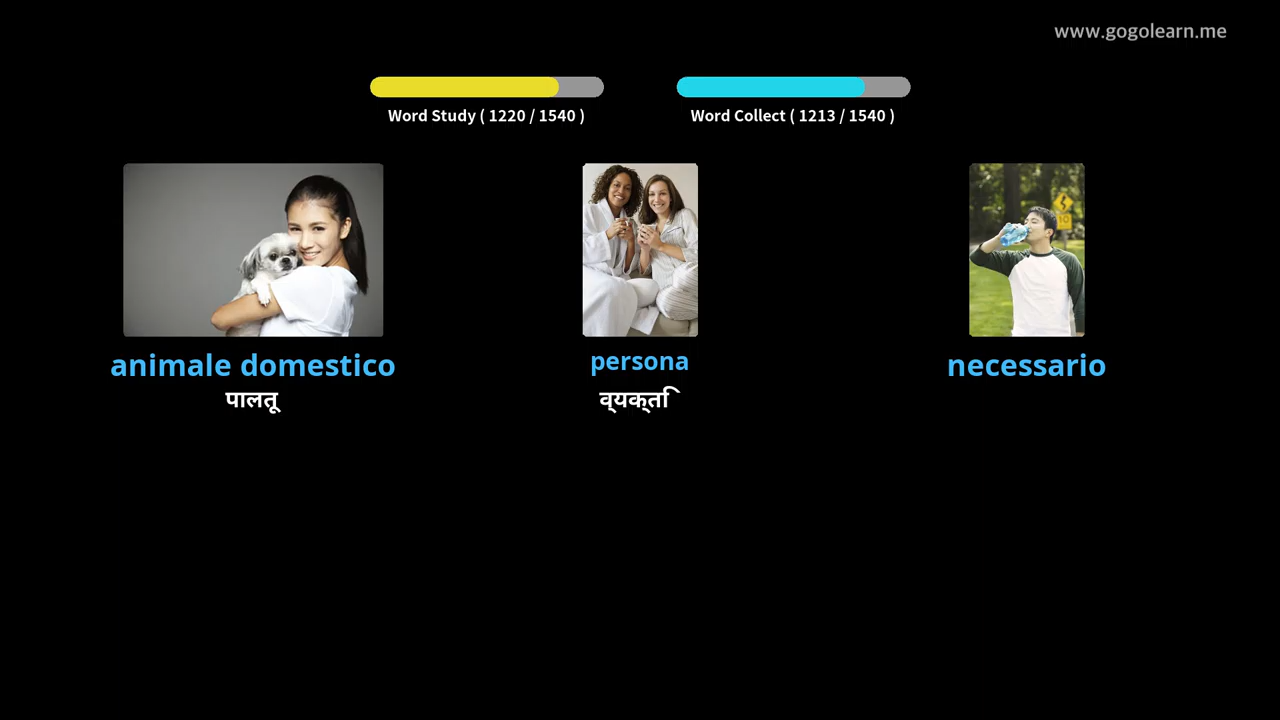 www.gogolearn.me
Word Study ( 1220 / 1540 )
Word Collect ( 1213 / 1540 )
animale domestico
persona
necessario
पालतू
व्यक्ति